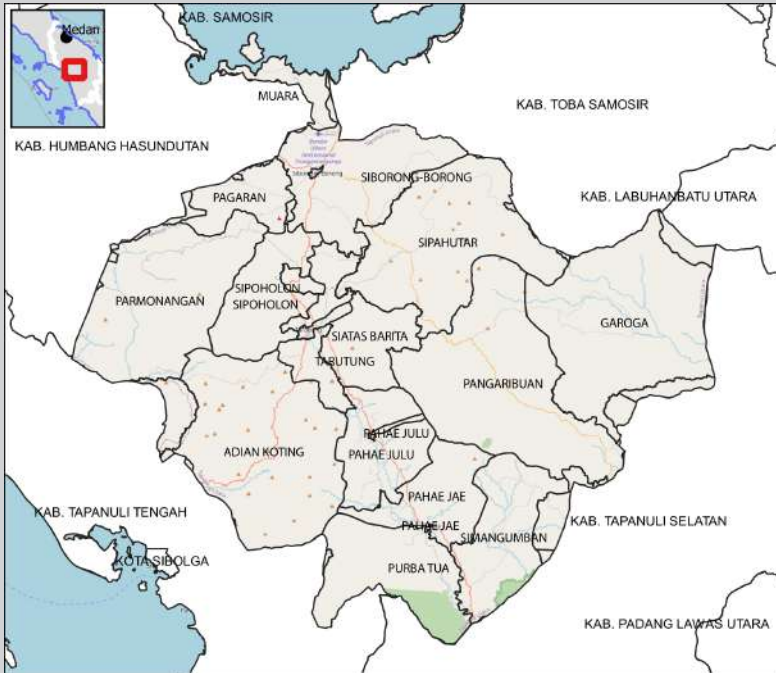 KAB. SAMOSIR
Medan
MUARA
KAB. TOBA SAMOSIR
KAB. HUMBANG HASUNDUTAN
SIBORONG-BORONG
KAB. LABUHANBATU UTARA
PAGARAN
SIPAHUTAR
SIPOHOLON
PARMONANGAN
SIPOHOLON
GAROGA
SIATAS BARITA
TABUTUNG
PANGARIBUAN
PAHAE JULU
ADIAN KOTING
PAHAE JULU
PAHAE JAE
KAB. TAPANULI TENGAH
KAB. TAPANULI SELATAN
PAHAE JAE
SIMANGUMBAN
KOTA SIBOLGA
PURBA TUA
KAB. PADANG LAWAS UTARA